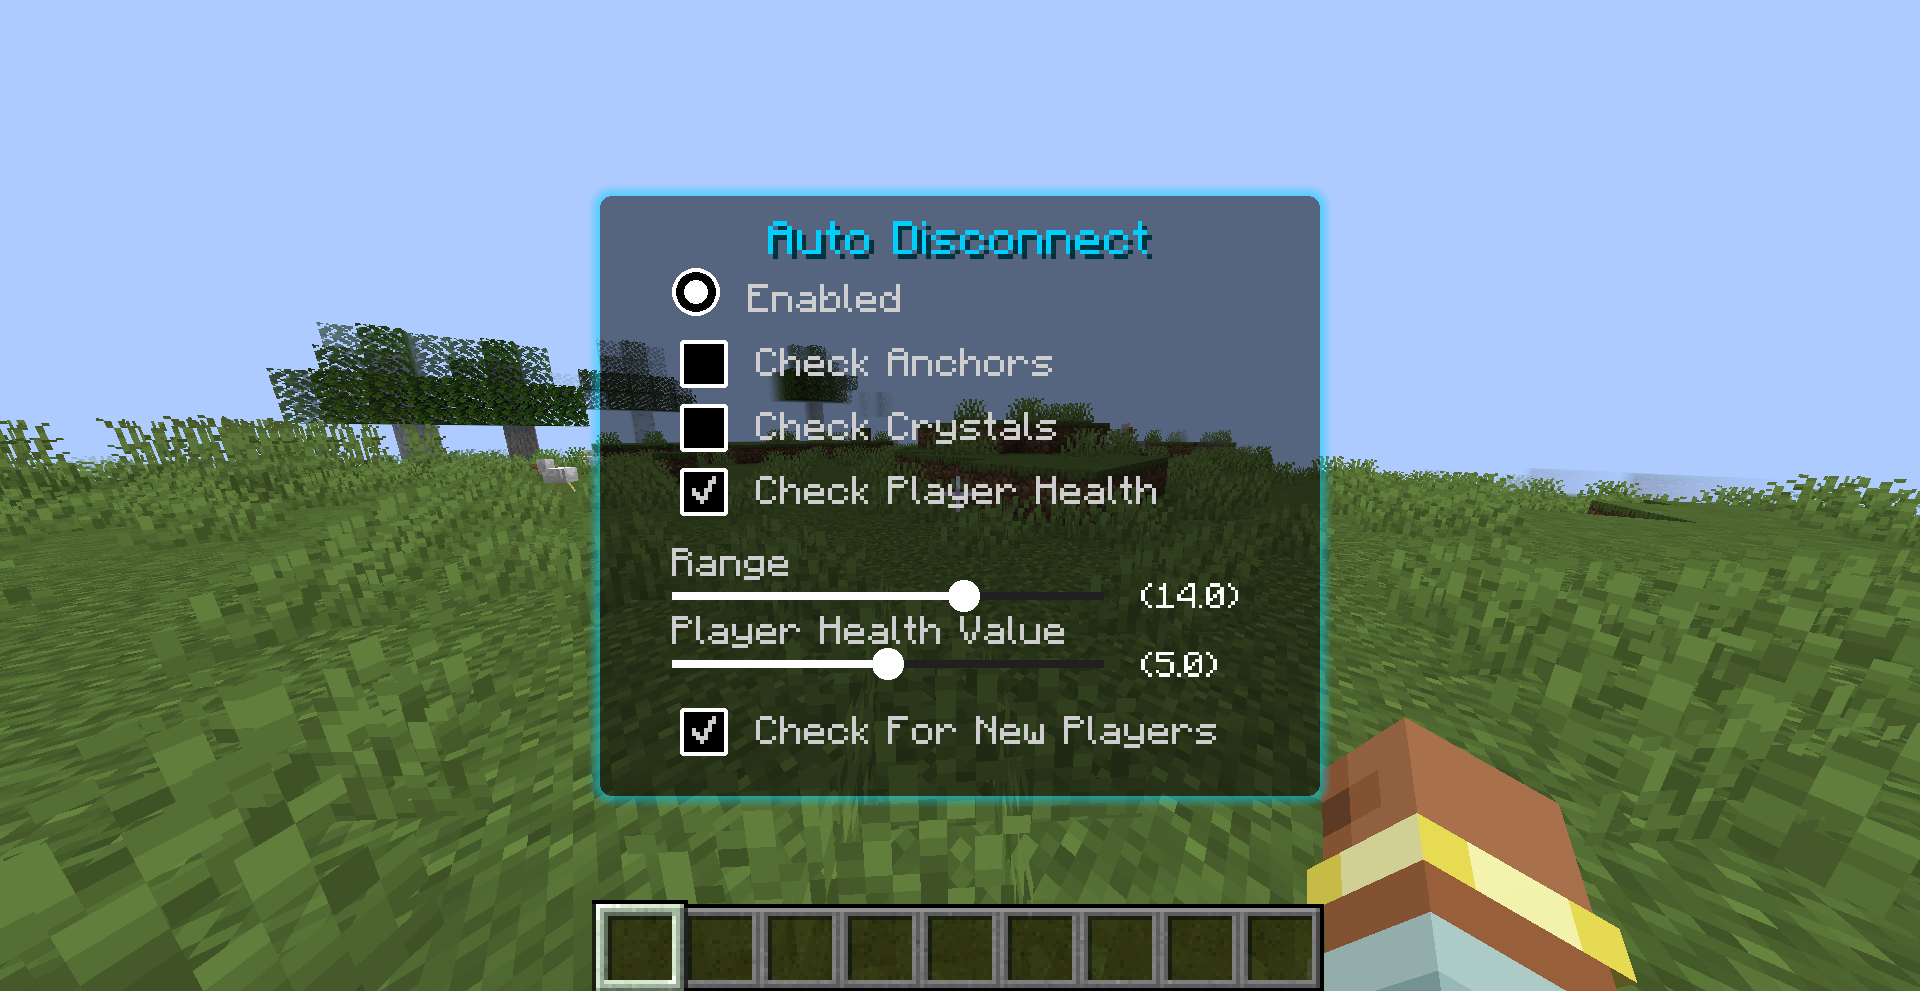 Auto Disconnect
Enabled
Check Anchors
Check Crystals
Check Player Health
Range
(14.0)
Player Health Value
(5.0)
Check For New Players